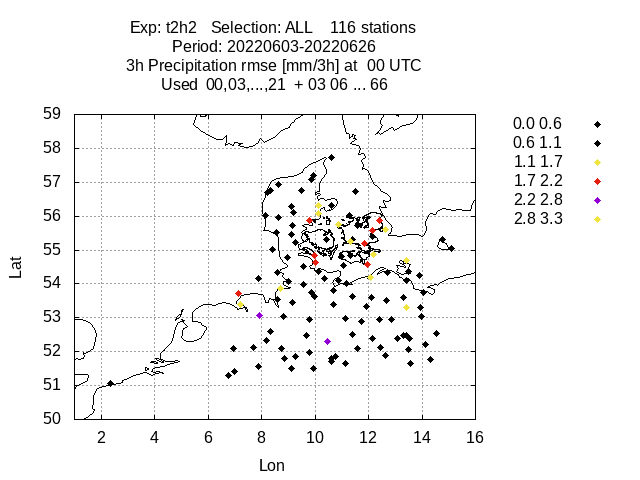 Exp: t2h2   Selection: ALL    116 stations
Period: 20220603-20220626
3h Precipitation rmse [mm/3h] at  00 UTC
Used  00,03,...,21  + 03 06 ... 66
59
58
57
56
55
54
53
52
51
50
Lat
2 4 6 8 10 12 14 16
Lon
0.0 0.6
0.6 1.1
1.1 1.7
1.7 2.2
2.2 2.8
2.8 3.3